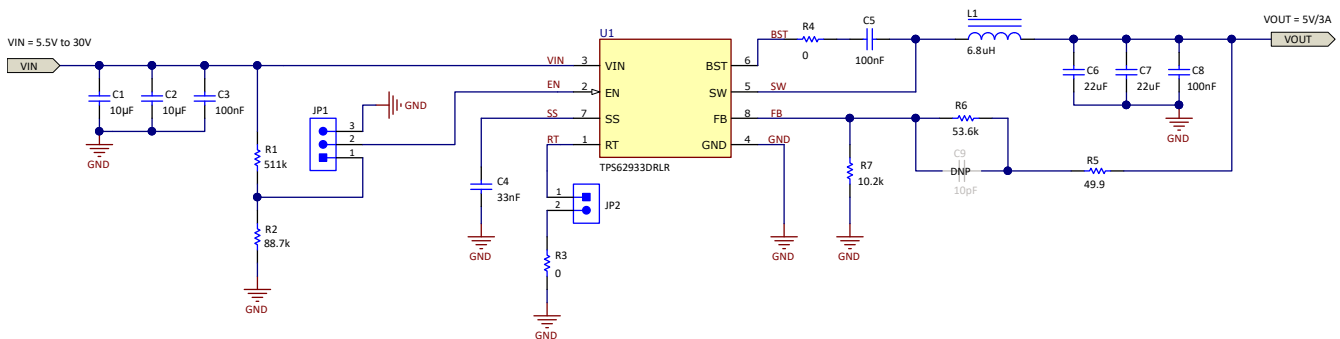 VIN = 5.5V to 30V
VIN
C1
10µF
C2
10µF
C3
100nF
GND
R1
511k
R2
88.7k
GND
JP1
3
2
1
GND
C4
33nF
GND
VIN
EN
SS
RT
3
2
7
1
U1
VIN
EN
SS
RT
BST
SW
FB
GND
TPS62933DRLR
6
5
8
4
BST
SW
FB
GND
1
2
JP2
R3
0
GND
GND
R4
0
C5
100nF
L1
6.8uH
R7
10.2k
GND
R6
53.6k
C9
DNP
10pF
R5
49.9
C6
22uF
C7
22uF
C8
100nF
GND
VOUT = 5V/3A
VOUT